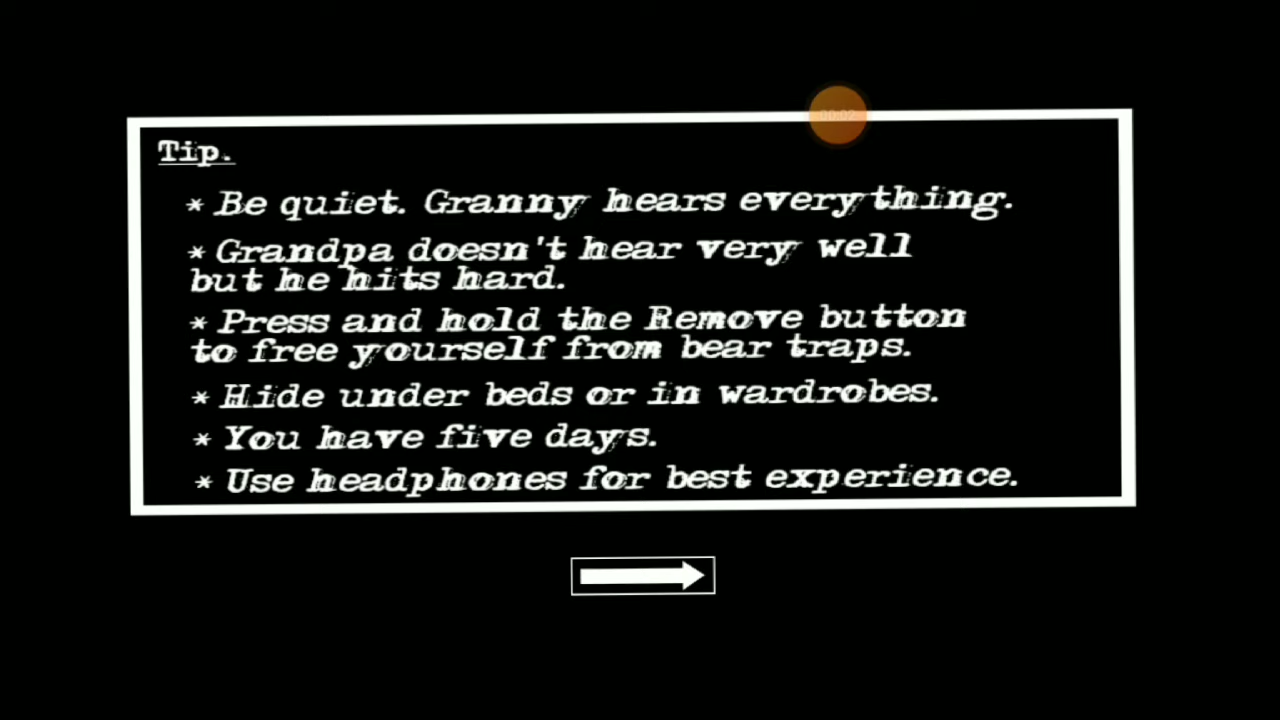 Tip.
* Be quiet. Granny hears everything.
* Grandpa doesn't hear very well
but he hits hard.
* Press and hold the Remove button
to free yourself from bear traps.
* Hide under beds or in wardrobes.
* You have five days.
* Use headphones for best experience.
00:02